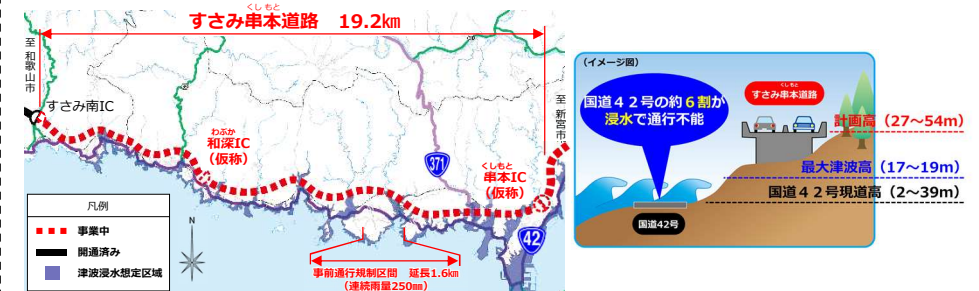 くしもと
すさみ串本道路 19.2km
至 和歌山市
すさみ南IC
わぶか
和深IC
(仮称)
371
くしもと
串本IC
(仮称)
至 新宮市
42
凡例
事業中
開通済み
津波浸水想定区域
N
事前通行規制区間 延長1.6km
(連続雨量250mm)
(イメージ図)
国道42号の約6割が
浸水で通行不能
くしもと
すさみ串本道路
計画高(27~54m)
最大津波高(17~19m)
国道42号現道高(2~39m)
国道42号